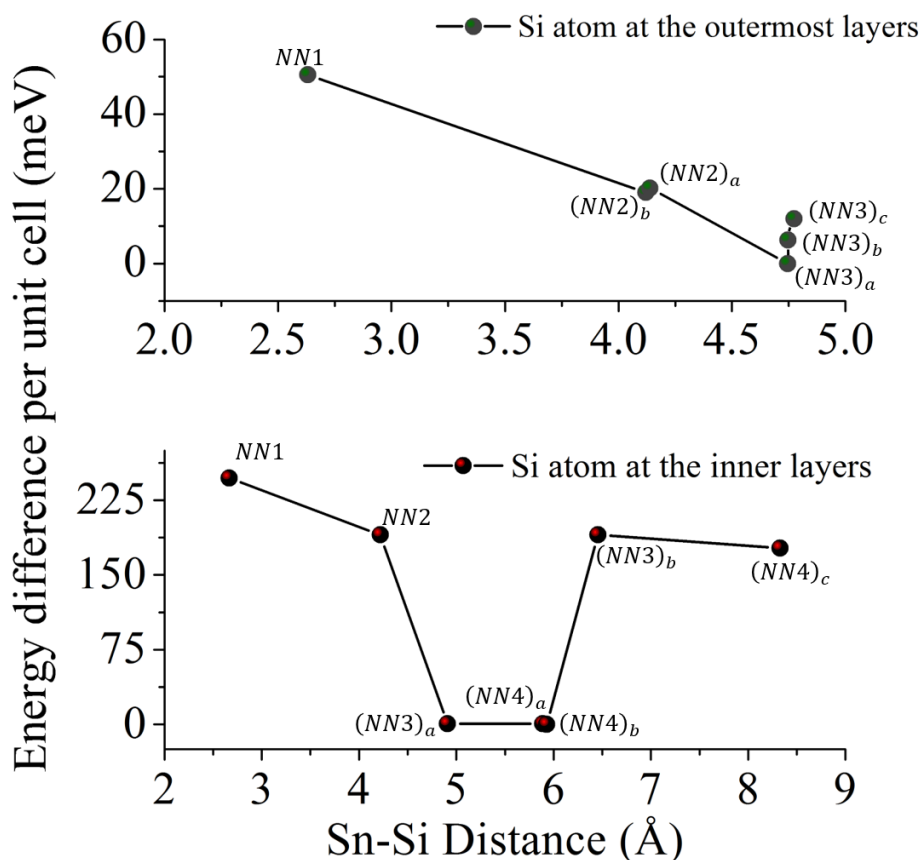 Energy difference per unit cell (meV)
Si atom at the outermost layers
60
40
20
0
NN1
(NN2)a
(NN2)b
(NN3)c
(NN3)b
(NN3)a
2.0 2.5 3.0 3.5 4.0 4.5 5.0
Si atom at the inner layers
225
150
75
0
NN1
NN2
(NN3)b
(NN4)c
(NN4)a
(NN3)a
(NN4)b
2 3 4 5 6 7 8 9
Sn-Si Distance (Å)